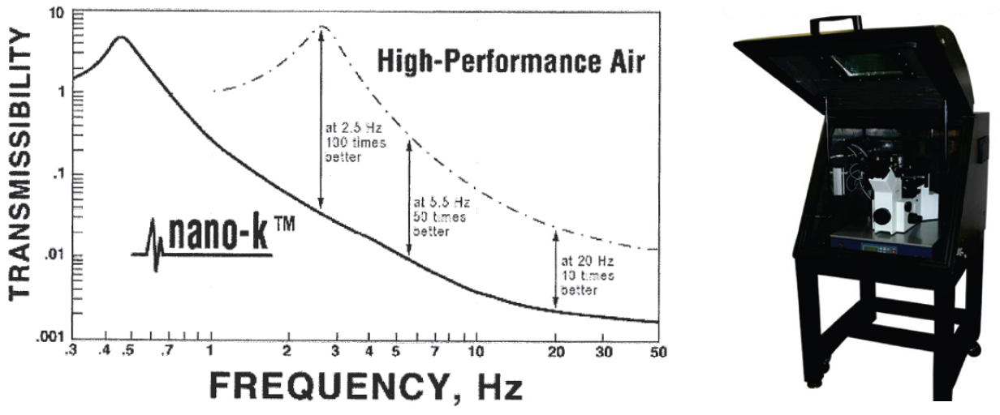 10
1
.1
.01
.001
TRANSMISSIBILITY
High-Performance Air
at 2.5 Hz
100 times
better
at 5.5 Hz
50 times
better
at 20 Hz
10 times
better
nano-k™
.3 .4 .5 .7 1 2 3 4 5 7 10 20 30 50
FREQUENCY, Hz